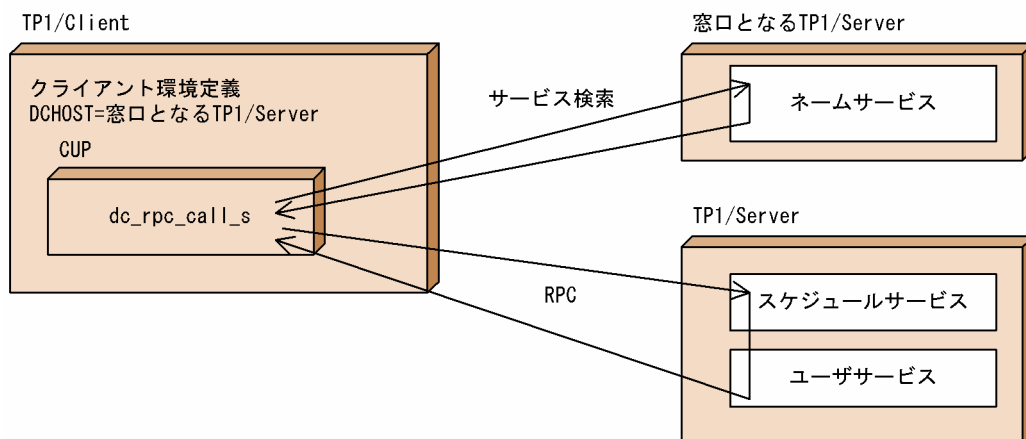 TP1/Client
クライアント環境定義
DCHOST=窓口となるTP1/Server
CUP
dc_rpc_call_s
サービス検索
RPC
窓口となるTP1/Server
ネームサービス
TP1/Server
スケジュールサービス
ユーザサービス